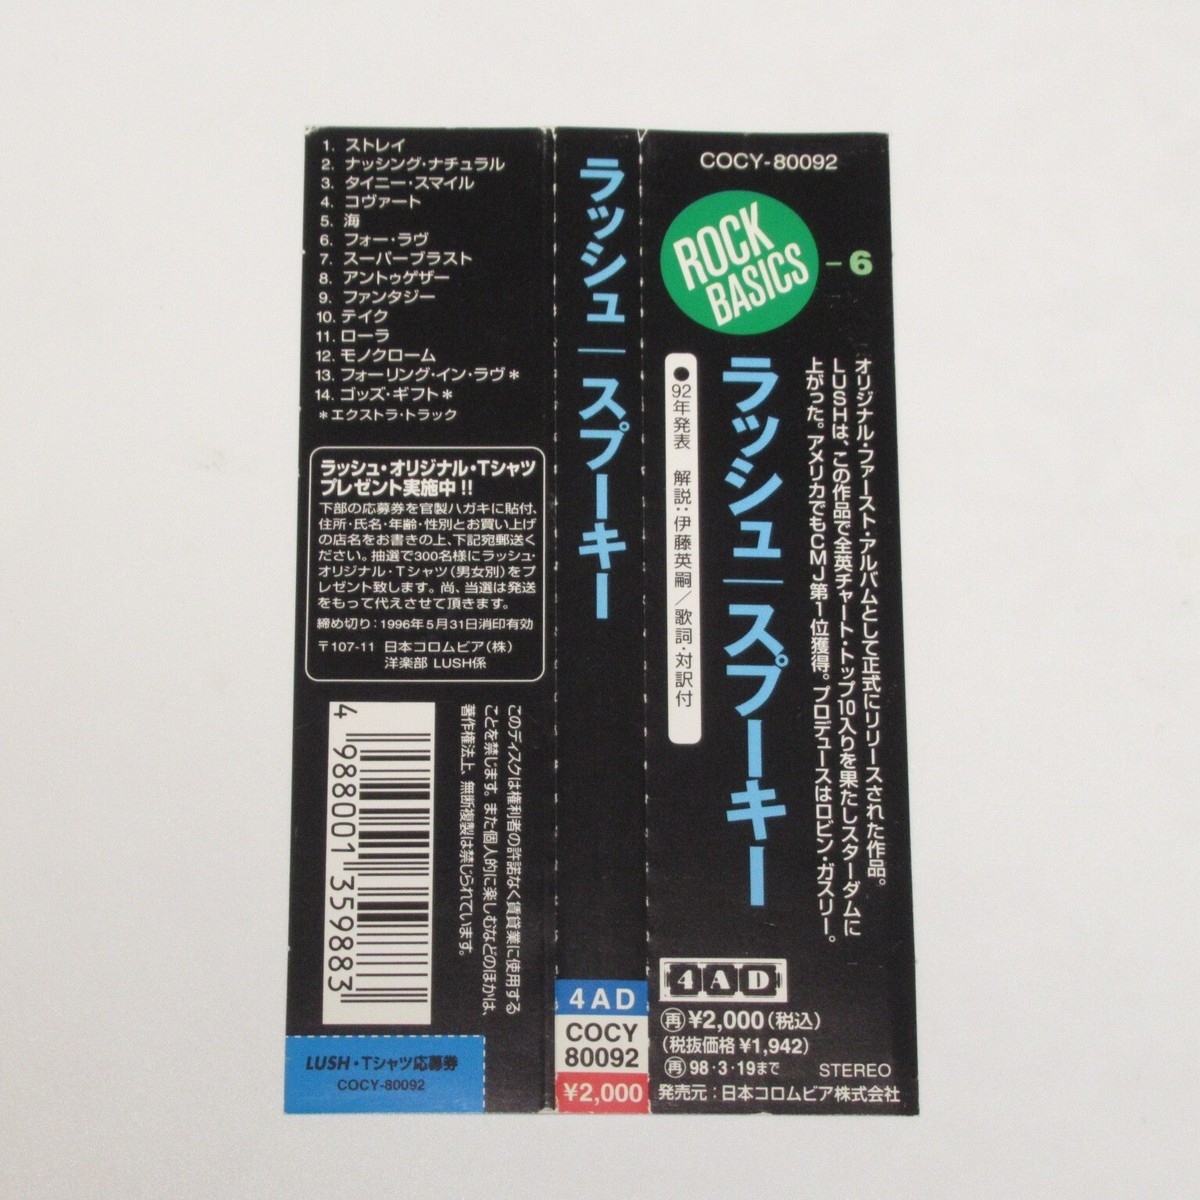 1. ストレイ
2. ナッシング・ナチュラル
3. タイニー・スマイル
4. コヴァート
5. 海
6. フォー・ラヴ
7. スーパーブラスト
8. アントゥゲザー
9. ファンタジー
10. テイク
11. ローラ
12. モノクローム
13. フォーリング・イン・ラヴ＊
14. ゴッズ・ギフト＊
＊エクストラ・トラック
ラッシュ・オリジナル・Tシャツ
プレゼント実施中!!
下部の応募券を官製ハガキに貼付、
住所・氏名・年齢・性別とお買い上げ
の店名をお書きの上、下記宛郵送く
ださい。抽選で300名様にラッシュ・
オリジナル・Tシャツ(男女別)をプ
レゼント致します。尚、当選は発送
をもって代えさせて頂きます。
締め切り：1996年5月31日消印有効
〒107-11 日本コロムビア(株)
洋楽部 LUSH係
このディスクは権利者の許諾なく賃貸業に使用する
ことを禁じます。また個人的に楽しむなどのほかは、
著作権法上、無断複製は禁じられています。
4 988001 359883
LUSH・Tシャツ応募券
COCY-80092
ラッシュ｜スプーキー
4AD
COCY
80092
¥2,000
COCY-80092
ROCK
BASICS
-6
オリジナル・ファースト・アルバムとして正式にリリースされた作品。
LUSHは、この作品で全英チャート・トップ10入りを果たしスターダムに
上がった。アメリカでもCMJ第1位獲得。プロデュースはロビン・ガスリー。
ラッシュ｜スプーキー
●92年発表 解説：伊藤英嗣／歌詞・対訳付
4AD
再 ¥2,000(税込)
(税抜価格 ¥1,942)
再 98・3・19まで
STEREO
発売元：日本コロムビア株式会社